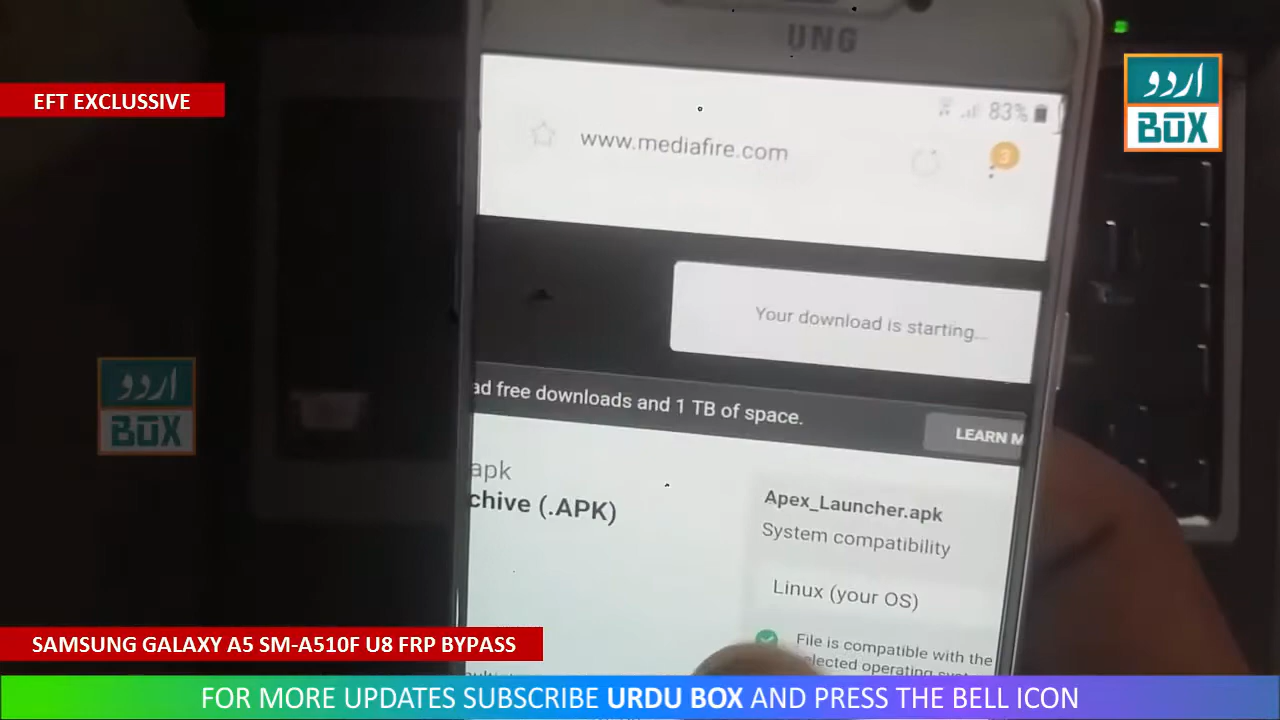 UNG
EFT EXCLUSSIVE
اردو
BOX
83%
www.mediafire.com
3
Your download is starting...
ad free downloads and 1 TB of space.
LEARN M
apk
chive (.APK)
Apex_Launcher.apk
System compatibility
Linux (your OS)
File is compatible with the
elected operating
اردو
BOX
SAMSUNG GALAXY A5 SM-A510F U8 FRP BYPASS
FOR MORE UPDATES SUBSCRIBE URDU BOX AND PRESS THE BELL ICON